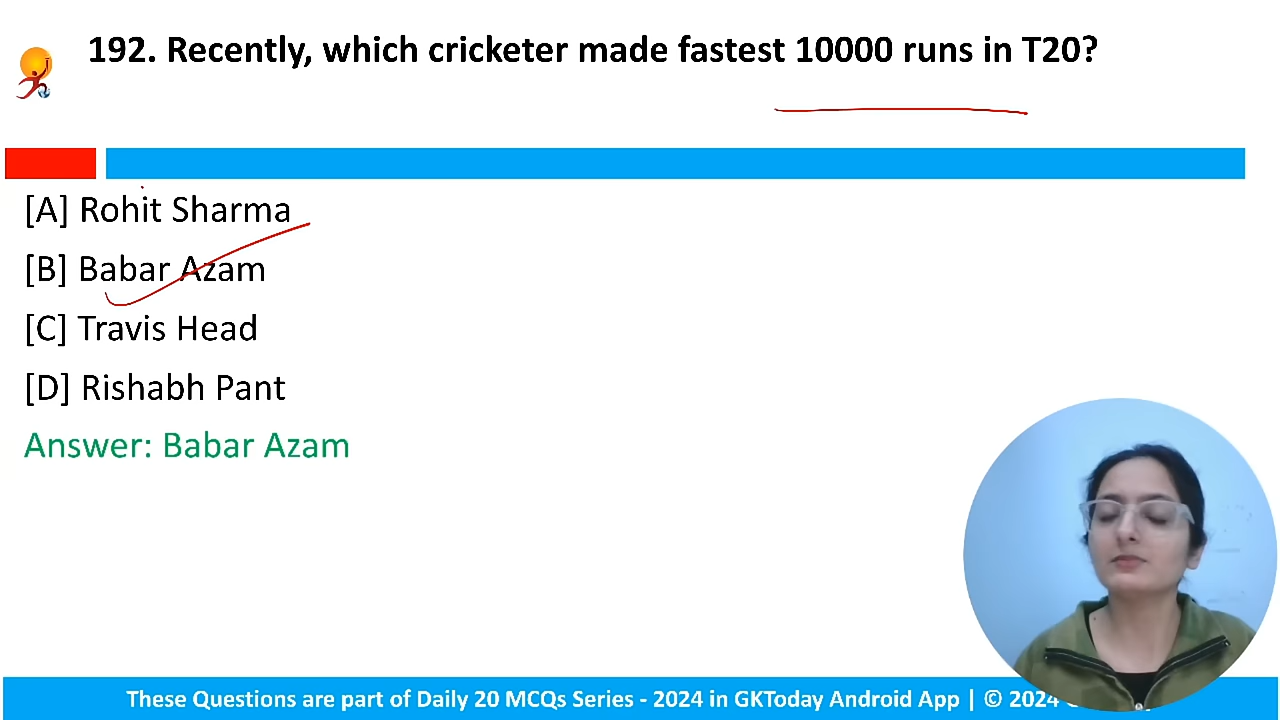 192. Recently, which cricketer made fastest 10000 runs in T20?
[A] Rohit Sharma
[B] Babar Azam
[C] Travis Head
[D] Rishabh Pant
Answer: Babar Azam
These Questions are part of Daily 20 MCQs Series - 2024 in GKToday Android App | © 2024